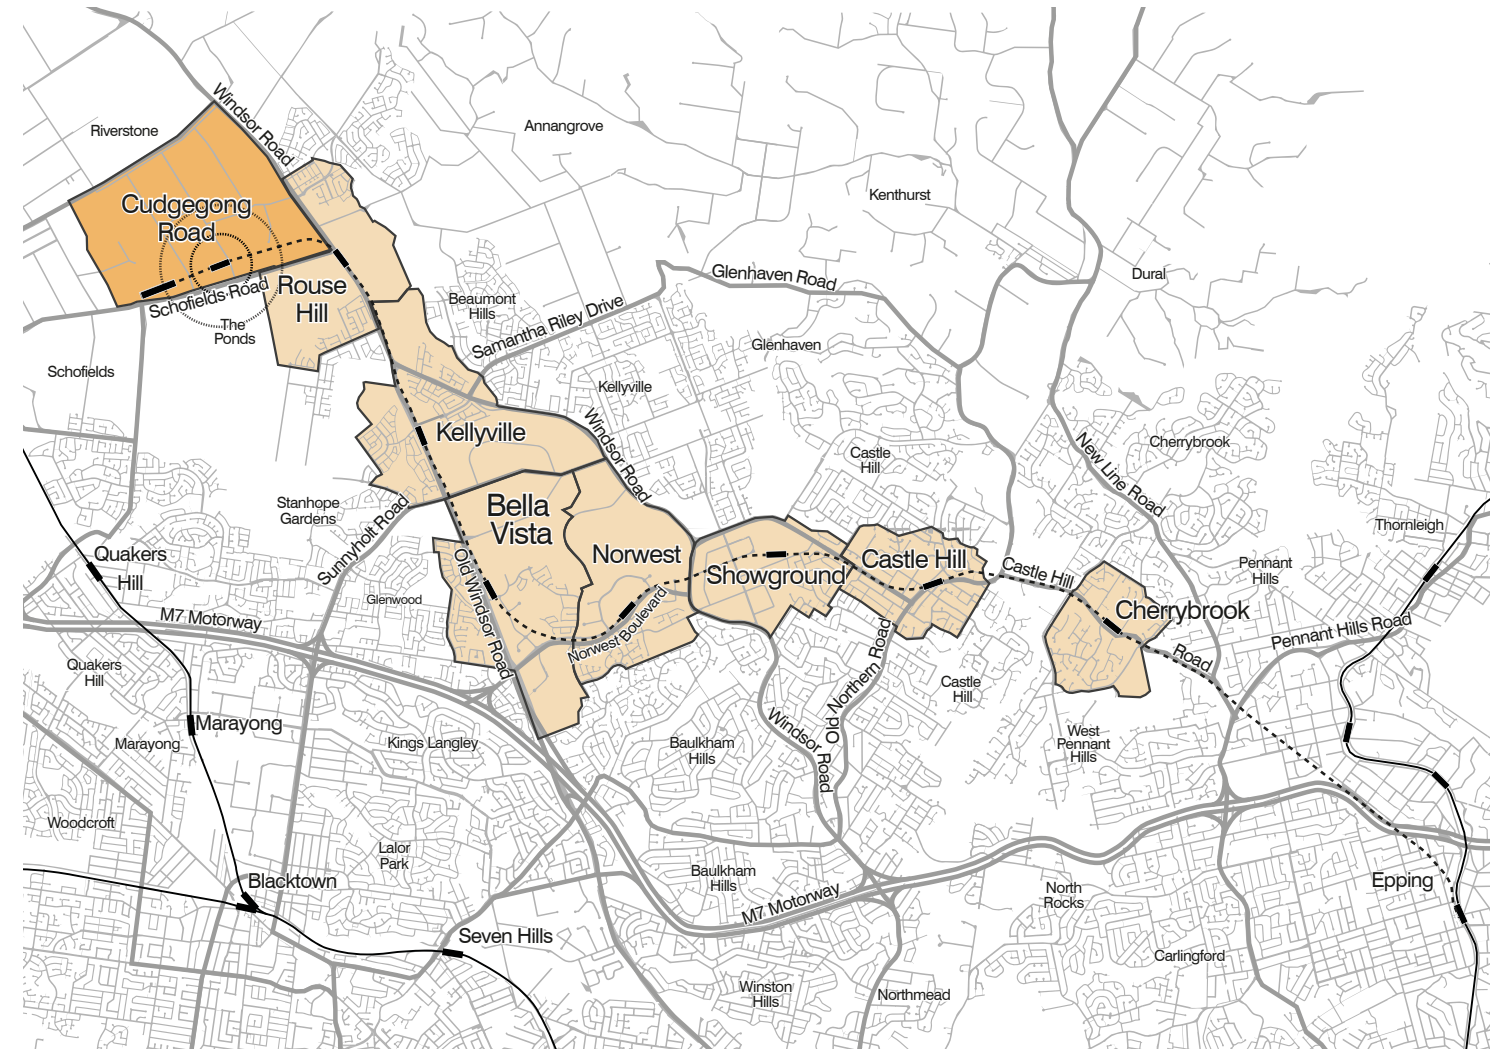 Windsor Road
Riverstone
Annangrove
Kenthurst
Cudgegong
Road
Glenhaven Road
Dural
Rouse
Hill
Schofields Road
Beaumont
Hills
Samantha Riley Drive
The
Ponds
Glenhaven
Schofields
Kellyville
Kellyville
Windsor Road
New Line Road
Cherrybrook
Castle
Hill
Stanhope
Gardens
Sunnyholt Road
Bella
Vista
Thornleigh
Quakers
Hill
Norwest
Showground
Castle Hill
Castle Hill
Pennant
Hills
Old Windsor Road
Glenwood
M7 Motorway
Norwest Boulevard
Cherrybrook
Pennant Hills Road
Road
Quakers
Hill
Old Northern Road
Castle
Hill
Marayong
Marayong
Kings Langley
Baulkham
Hills
Windsor Road
West
Pennant
Hills
Woodcroft
Lalor
Park
Blacktown
Baulkham
Hills
M7 Motorway
North
Rocks
Epping
Seven Hills
Carlingford
Winston
Hills
Northmead